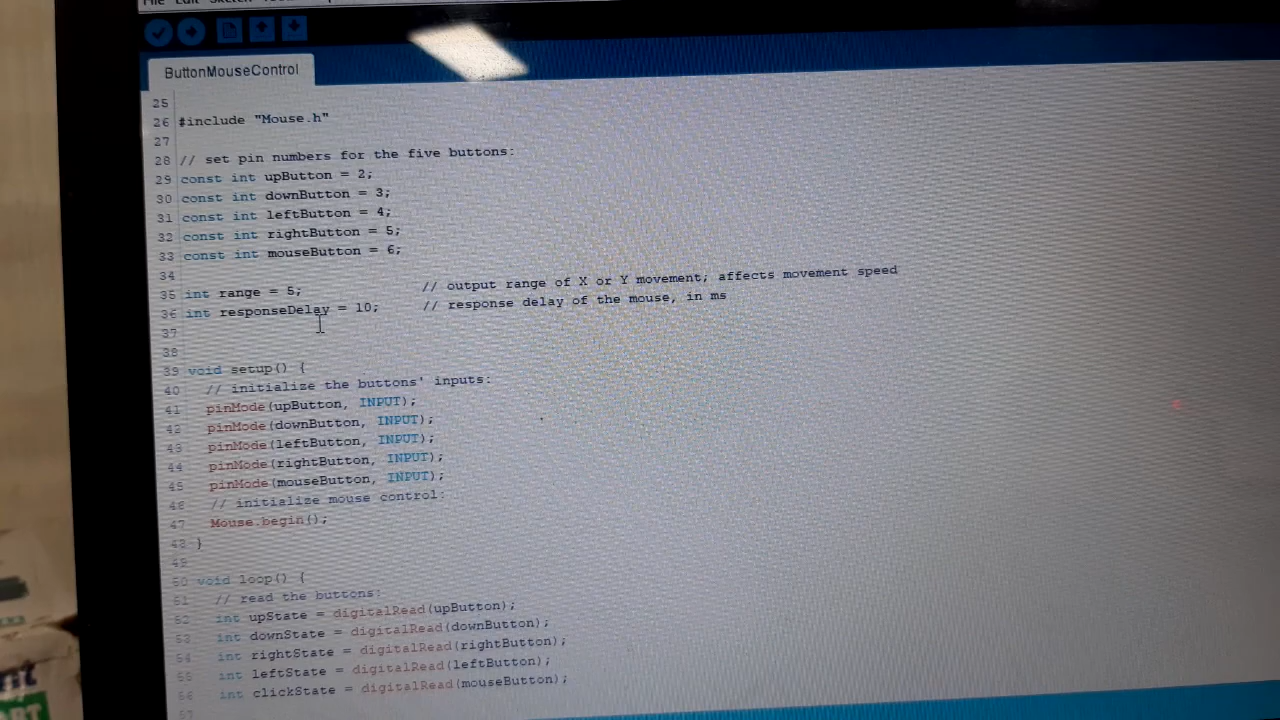 File Edit Sketch
ButtonMouseControl
25
26 #include "Mouse.h"
27
28 // set pin numbers for the five buttons:
29 const int upButton = 2;
30 const int downButton = 3;
31 const int leftButton = 4;
32 const int rightButton = 5;
33 const int mouseButton = 6;
34
35 int range = 5; // output range of X or Y movement; affects movement speed
36 int responseDelay = 10; // response delay of the mouse, in ms
37
38
39 void setup() {
40 // initialize the buttons' inputs:
41 pinMode(upButton, INPUT);
42 pinMode(downButton, INPUT);
43 pinMode(leftButton, INPUT);
44 pinMode(rightButton, INPUT);
45 pinMode(mouseButton, INPUT);
46 // initialize mouse control:
47 Mouse.begin();
48 }
49
50 void loop() {
51 // read the buttons:
52 int upState = digitalRead(upButton);
53 int downState = digitalRead(downButton);
54 int rightState = digitalRead(rightButton);
55 int leftState = digitalRead(leftButton);
56 int clickState = digitalRead(mouseButton);
57